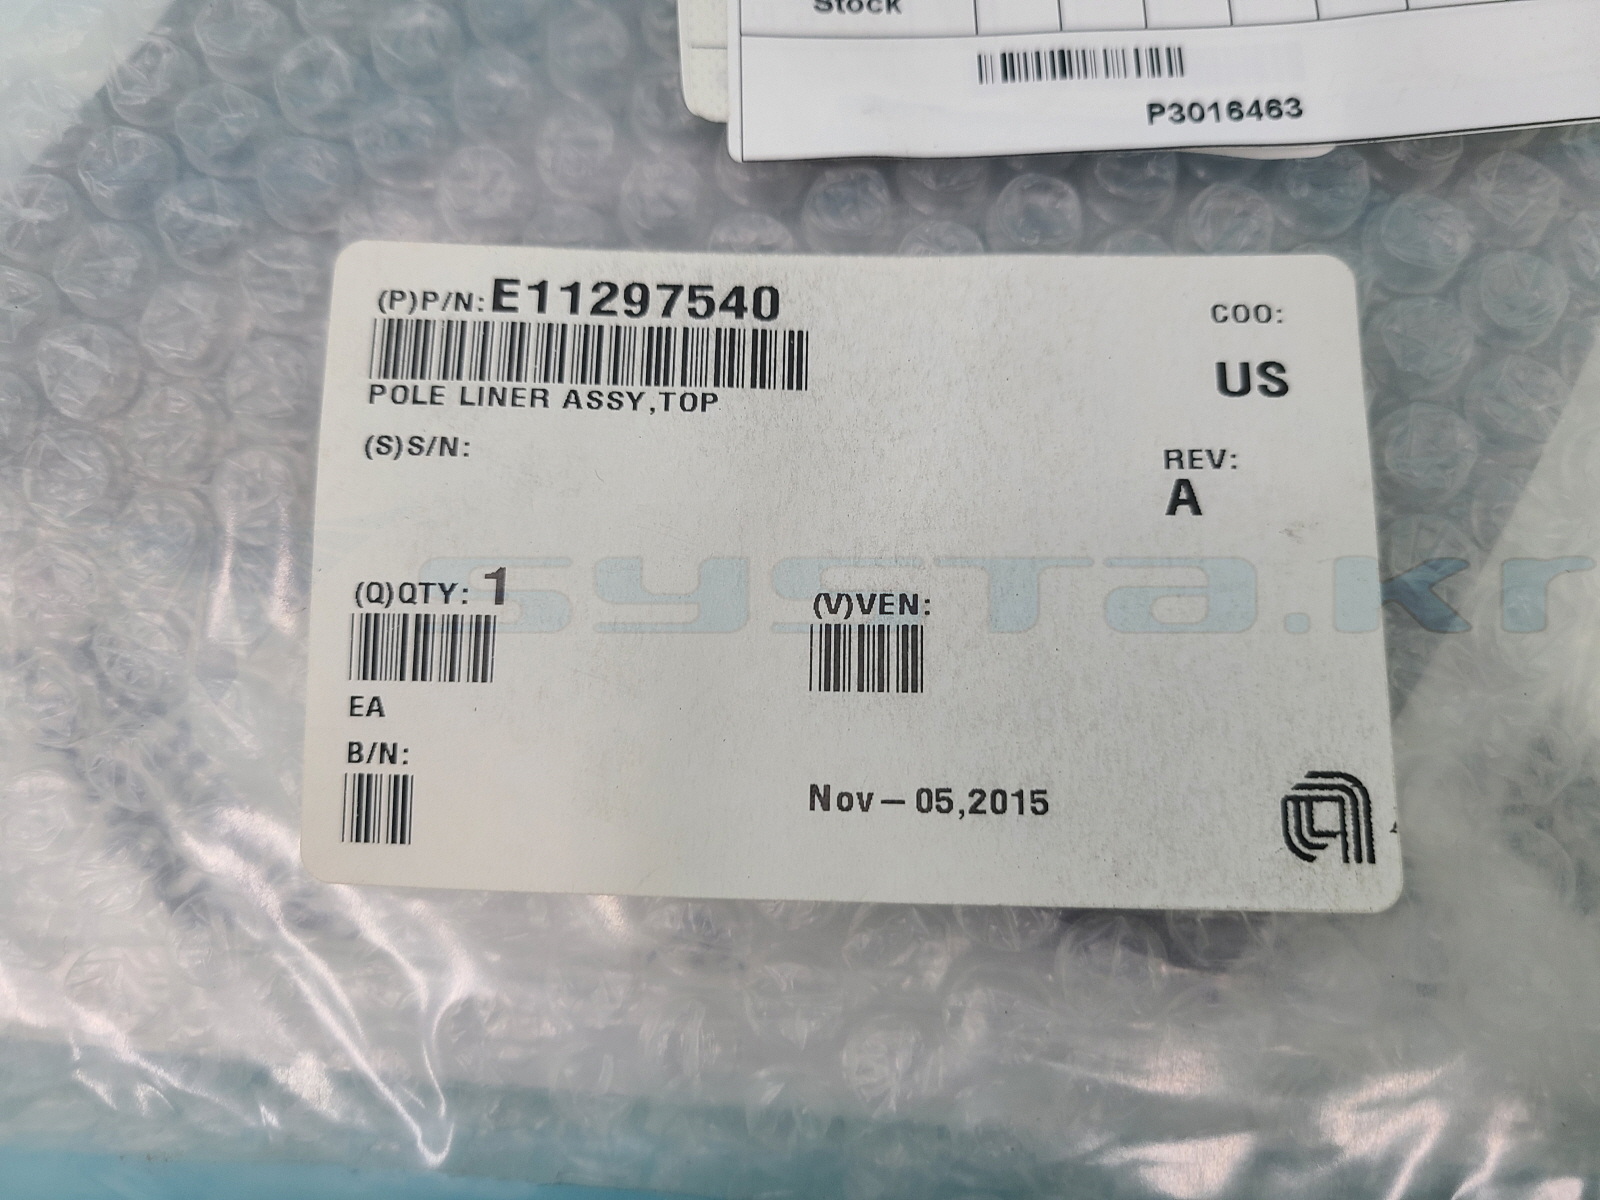 Stock
P3016463
(P)P/N: E11297540
COO:
POLE LINER ASSY,TOP
US
(S)S/N:
REV:
A
(Q)QTY: 1
(V)VEN:
EA
B/N:
Nov-05,2015
systa.kr